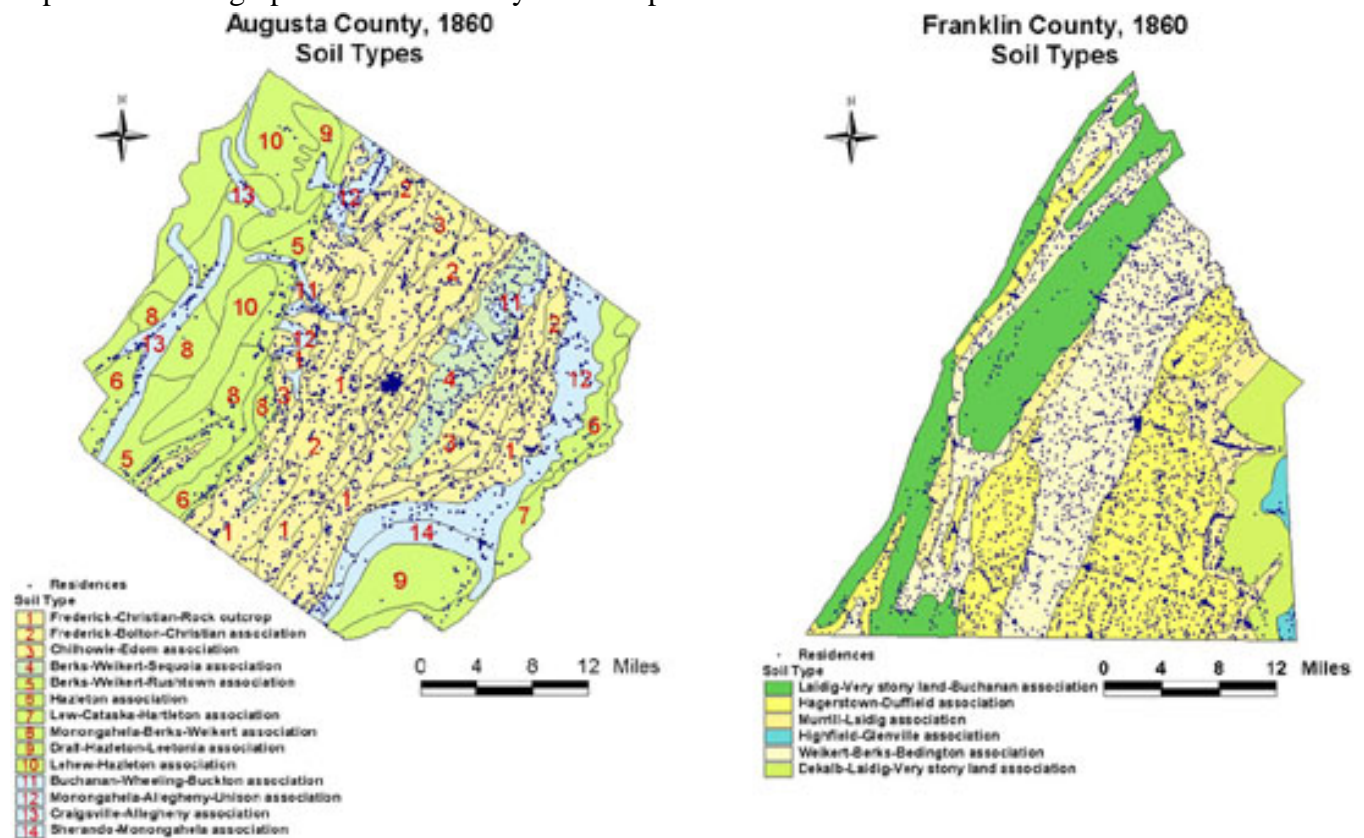 Augusta County, 1860
Soil Types
Franklin County, 1860
Soil Types
N
N
10
9
13
12
2
3
5
2
11
10
11
8
13
8
12
2
1
6
1
4
12
8
8
3
3
1
6
2
5
6
1
7
1
1
14
9
Residences
Soil Type
1 Frederick-Christian-Rock outcrop
2 Frederick-Bolton-Christian association
3 Chilhowie-Edom association
4 Berks-Weikert-Sequoia association
5 Berks-Weikert-Rushtown association
6 Hazleton association
7 Lew-Cataska-Hartleton association
8 Monongahela-Berks-Weikert association
9 Drall-Hazleton-Leetonia association
10 Lehew-Hazleton association
11 Buchanan-Wheeling-Buckton association
12 Monongahela-Allegheny-Unison association
13 Craigsville-Allegheny association
14 Sherando-Monongahela association
0 4 8 12 Miles
Residences
Soil Type
Laidig-Very stony land-Buchanan association
Hagerstown-Duffield association
Murrill-Laidig association
Highfield-Glenville association
Weikert-Berks-Bedington association
Dekalb-Laidig-Very stony land association
0 4 8 12 Miles